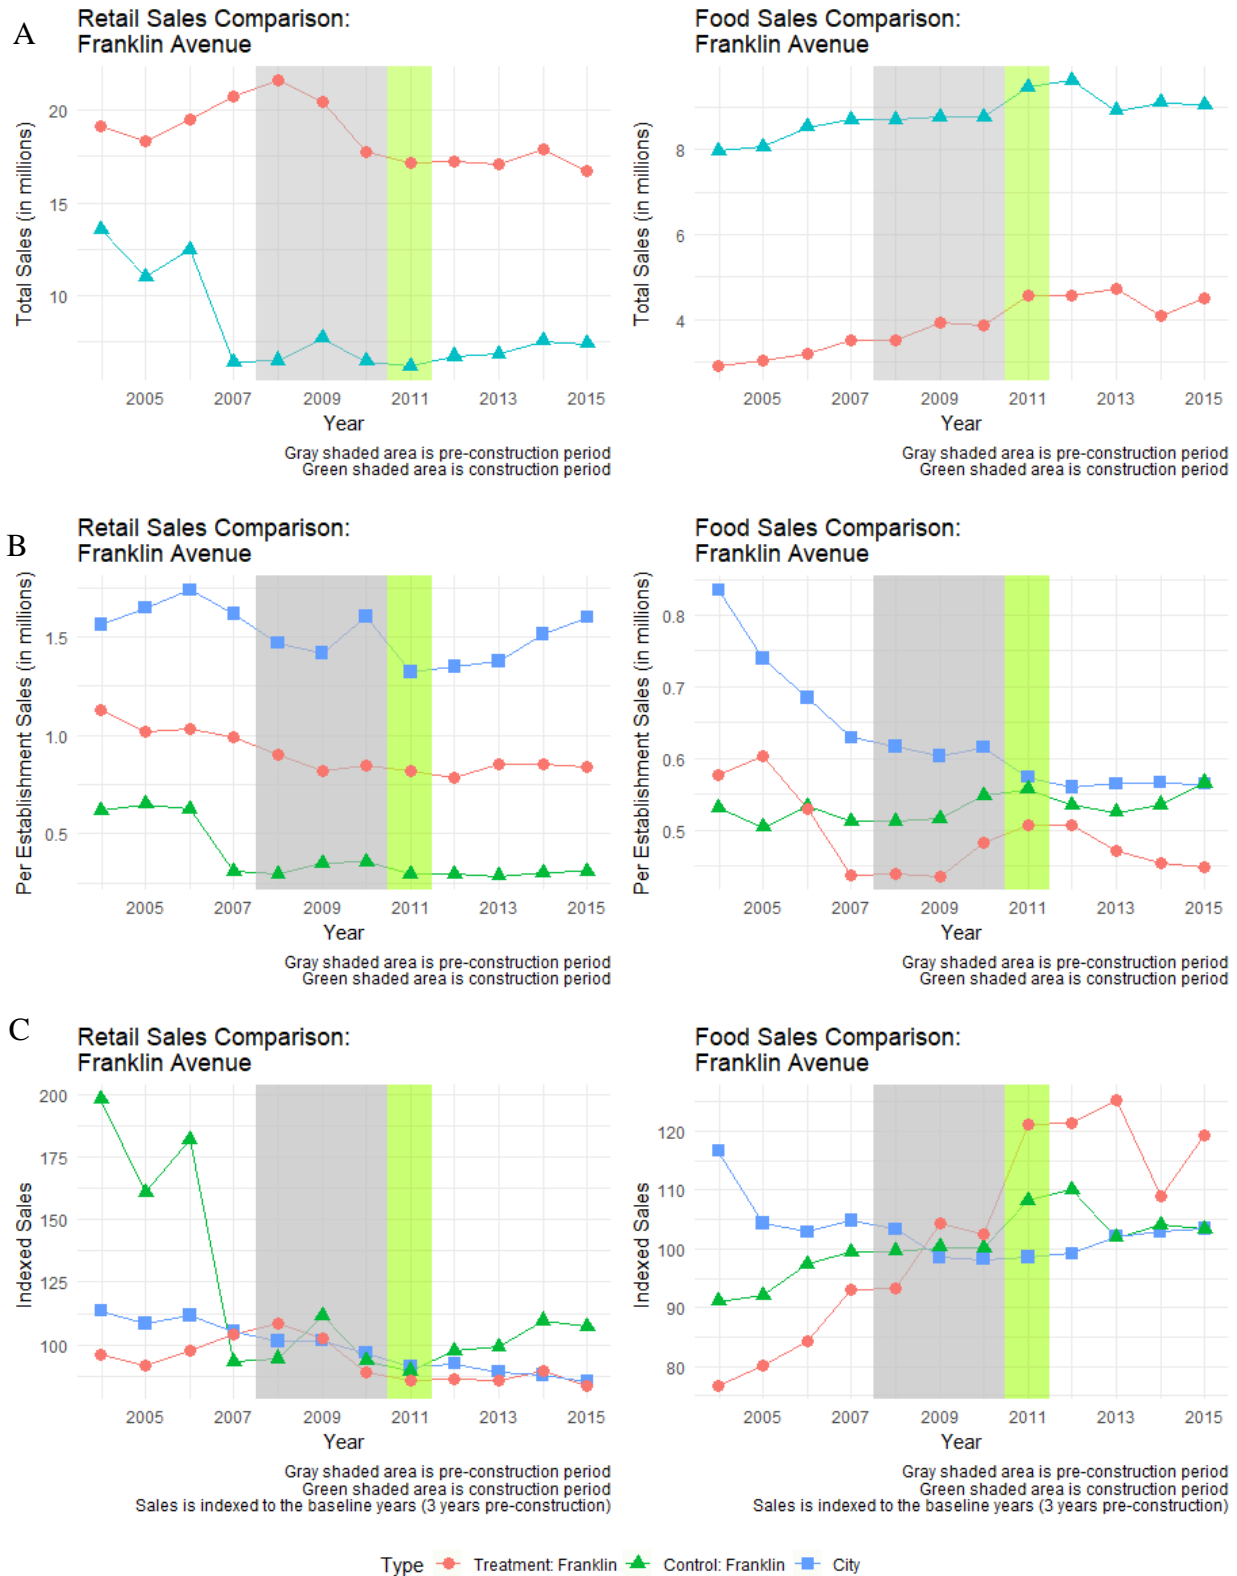 A
Retail Sales Comparison:
Franklin Avenue
Total Sales (in millions)
20
15
10
2005 2007 2009 2011 2013 2015
Year
Gray shaded area is pre-construction period
Green shaded area is construction period
Food Sales Comparison:
Franklin Avenue
Total Sales (in millions)
8
6
4
2005 2007 2009 2011 2013 2015
Year
Gray shaded area is pre-construction period
Green shaded area is construction period
B
Retail Sales Comparison:
Franklin Avenue
Per Establishment Sales (in millions)
1.5
1.0
0.5
2005 2007 2009 2011 2013 2015
Year
Gray shaded area is pre-construction period
Green shaded area is construction period
Food Sales Comparison:
Franklin Avenue
Per Establishment Sales (in millions)
0.8
0.7
0.6
0.5
2005 2007 2009 2011 2013 2015
Year
Gray shaded area is pre-construction period
Green shaded area is construction period
C
Retail Sales Comparison:
Franklin Avenue
Indexed Sales
200
175
150
125
100
2005 2007 2009 2011 2013 2015
Year
Gray shaded area is pre-construction period
Green shaded area is construction period
Sales is indexed to the baseline years (3 years pre-construction)
Food Sales Comparison:
Franklin Avenue
Indexed Sales
120
110
100
90
80
2005 2007 2009 2011 2013 2015
Year
Gray shaded area is pre-construction period
Green shaded area is construction period
Sales is indexed to the baseline years (3 years pre-construction)
Type Treatment: Franklin Control: Franklin City